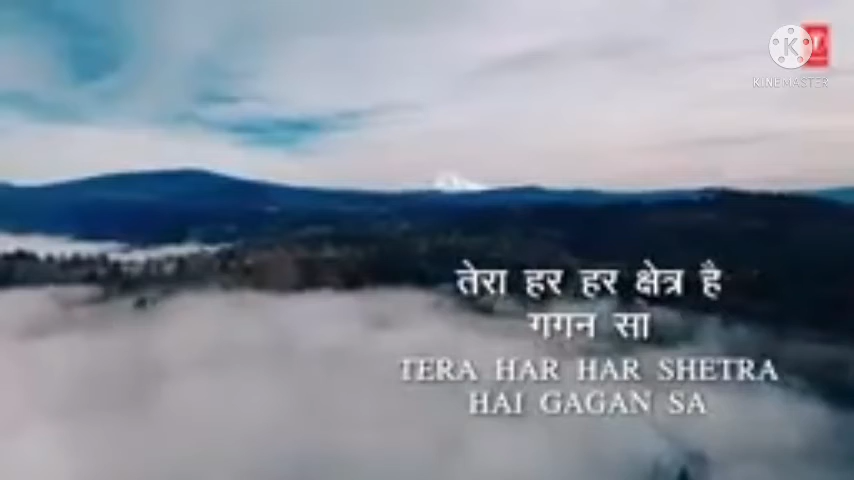 K
KINEMASTER
तेरा हर हर क्षेत्र है
गगन सा
TERA HAR HAR SHETRA
HAI GAGAN SA